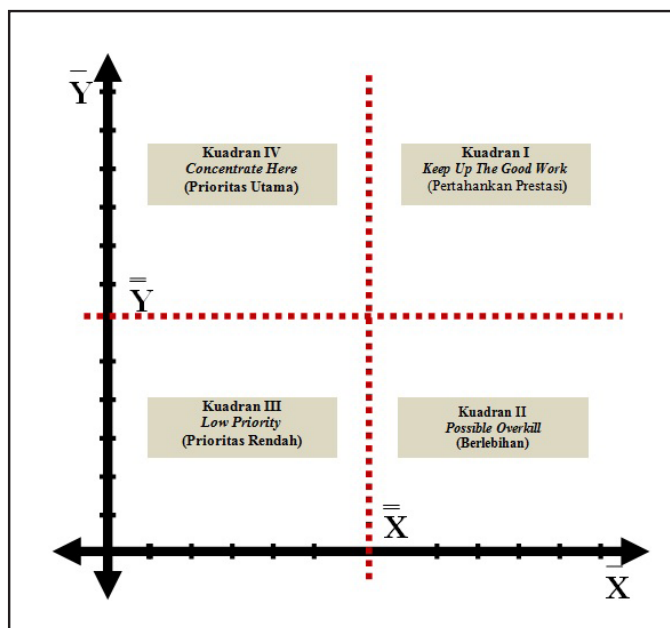 Y̅
Kuadran IV
Concentrate Here
(Prioritas Utama)
Kuadran I
Keep Up The Good Work
(Pertahankan Prestasi)
Y̿
Kuadran III
Low Priority
(Prioritas Rendah)
Kuadran II
Possible Overkill
(Berlebihan)
X̿
X̅